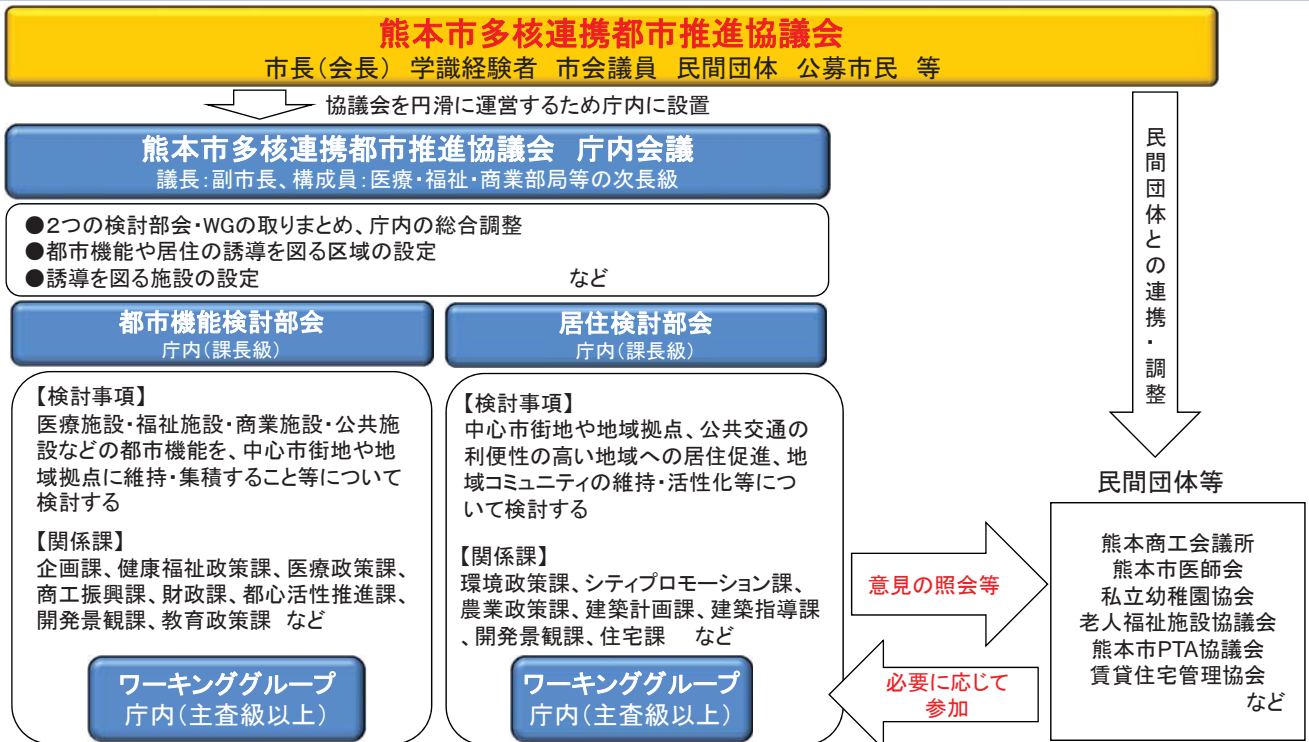 熊本市多核連携都市推進協議会
市長(会長) 学識経験者 市会議員 民間団体 公募市民 等
協議会を円滑に運営するため庁内に設置
熊本市多核連携都市推進協議会 庁内会議
議長:副市長、構成員:医療・福祉・商業部局等の次長級
●2つの検討部会・WGの取りまとめ、庁内の総合調整
●都市機能や居住の誘導を図る区域の設定
●誘導を図る施設の設定 など
都市機能検討部会
庁内(課長級)
【検討事項】
医療施設・福祉施設・商業施設・公共施
設などの都市機能を、中心市街地や地
域拠点に維持・集積すること等について
検討する
【関係課】
企画課、健康福祉政策課、医療政策課、
商工振興課、財政課、都心活性推進課、
開発景観課、教育政策課 など
ワーキンググループ
庁内(主査級以上)
居住検討部会
庁内(課長級)
【検討事項】
中心市街地や地域拠点、公共交通の
利便性の高い地域への居住促進、地
域コミュニティの維持・活性化等につ
いて検討する
【関係課】
環境政策課、シティプロモーション課、
農業政策課、建築計画課、建築指導課
、開発景観課、住宅課 など
ワーキンググループ
庁内(主査級以上)
意見の照会等
必要に応じて
参加
民間団体との連携・調整
民間団体等
熊本商工会議所
熊本市医師会
私立幼稚園協会
老人福祉施設協議会
熊本市PTA協議会
賃貸住宅管理協会
など